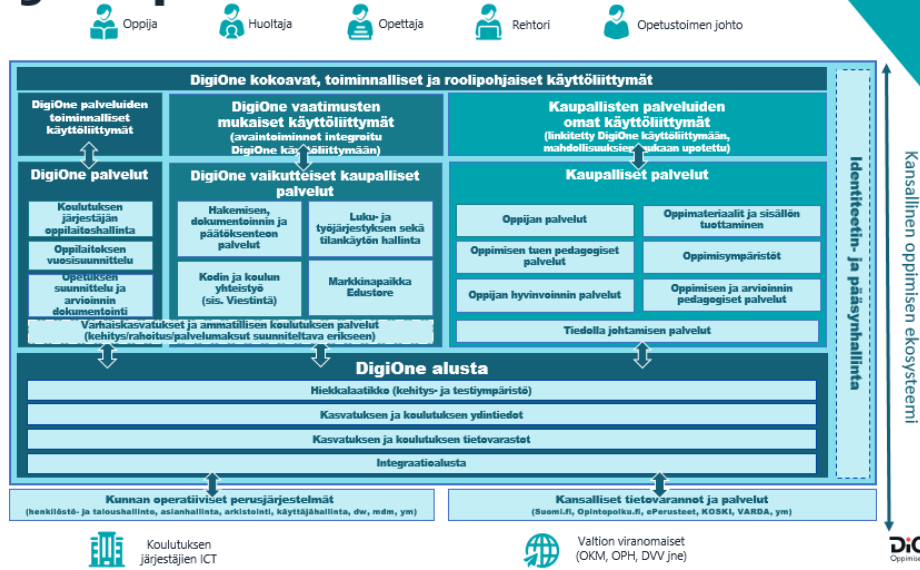 Oppija
Huoltaja
Opettaja
Rehtori
Opetustoimen johto
DigiOne kokoavat, toiminnalliset ja roolipohjaiset käyttöliittymät
DigiOne palveluiden
toiminnalliset
käyttöliittymät
DigiOne vaatimusten
mukaiset käyttöliittymät
(avaintoiminnot integroitu
DigiOne käyttöliittymään)
Kaupallisten palveluiden
omat käyttöliittymät
(linkitetty DigiOne käyttöliittymään,
mahdollisuuksien mukaan upotettu)
DigiOne palvelut
Koulutuksen
järjestäjän
oppilaitoshallinta
Oppilaitoksen
vuosisuunnittelu
Opetuksen
suunnittelu ja
arvioinnin
dokumentointi
DigiOne vaikutteiset kaupalliset
palvelut
Hakemisen,
dokumentoinnin ja
päätöksenteon
palvelut
Luku- ja
työjärjestyksen sekä
tilankäytön hallinta
Kodin ja koulun
yhteistyö
(sis. Viestintä)
Markkinapaikka
Edustore
Kaupalliset palvelut
Oppijan palvelut
Oppimateriaalit ja sisällön
tuottaminen
Oppimisen tuen pedagogiset
palvelut
Oppimisympäristöt
Oppijan hyvinvoinnin palvelut
Oppimisen ja arvioinnin
pedagogiset palvelut
Tiedolla johtamisen palvelut
Varhaiskasvatukset ja ammatillisen koulutuksen palvelut
(kehitys/rahoitus/palvelumaksut suunniteltava erikseen)
DigiOne alusta
Hiekkalaatikko (kehitys- ja testiympäristö)
Kasvatuksen ja koulutuksen ydintiedot
Kasvatuksen ja koulutuksen tietovarastot
Integraatioalusta
Identiteetin- ja pääsynhallinta
Kansallinen oppimisen ekosysteemi
Kunnan operatiiviset perusjärjestelmät
(henkilöstö- ja taloushallinto, asianhallinta, arkistointi, käyttäjähallinta, dw, mdm, ym)
Kansalliset tietovarannot ja palvelut
(Suomi.fi, Opintopolku.fi, ePerusteet, KOSKI, VARDA, ym)
Koulutuksen
järjestäjien ICT
Valtion viranomaiset
(OKM, OPH, DVV jne)